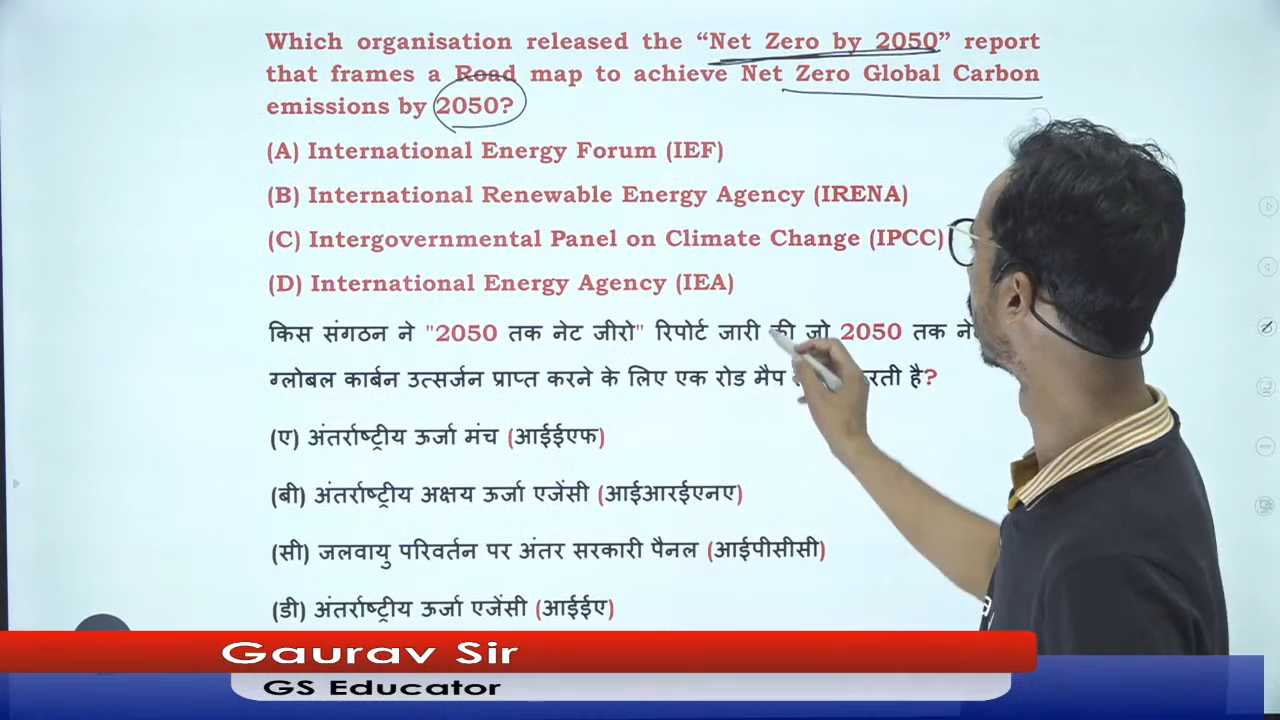 Which organisation released the “Net Zero by 2050” report
that frames a Road map to achieve Net Zero Global Carbon
emissions by 2050?
(A) International Energy Forum (IEF)
(B) International Renewable Energy Agency (IRENA)
(C) Intergovernmental Panel on Climate Change (IPCC)
(D) International Energy Agency (IEA)
किस संगठन ने "2050 तक नेट जीरो" रिपोर्ट जारी की जो 2050 तक
ग्लोबल कार्बन उत्सर्जन प्राप्त करने के लिए एक रोड मैप है?
(ए) अंतर्राष्ट्रीय ऊर्जा मंच (आईईएफ)
(बी) अंतर्राष्ट्रीय अक्षय ऊर्जा एजेंसी (आईआरईएनए)
(सी) जलवायु परिवर्तन पर अंतर सरकारी पैनल (आईपीसीसी)
(डी) अंतर्राष्ट्रीय ऊर्जा एजेंसी (आईईए)
Gaurav Sir
GS Educator